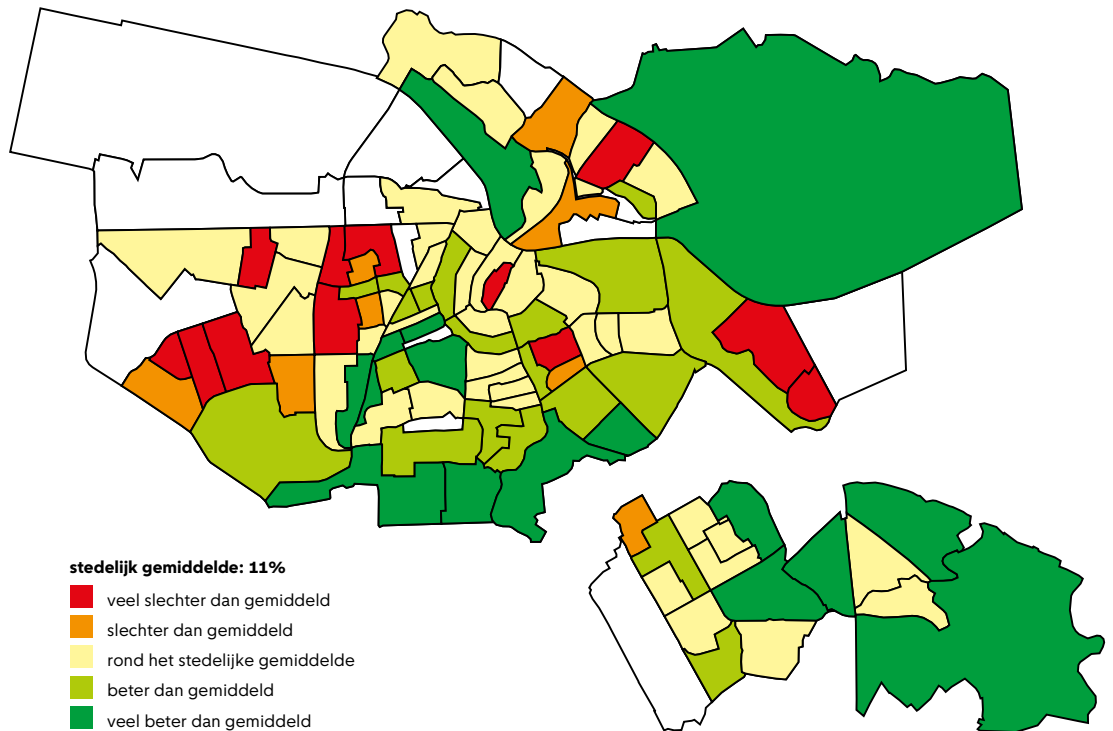 stedelijk gemiddelde: 11%
veel slechter dan gemiddeld
slechter dan gemiddeld
rond het stedelijke gemiddelde
beter dan gemiddeld
veel beter dan gemiddeld